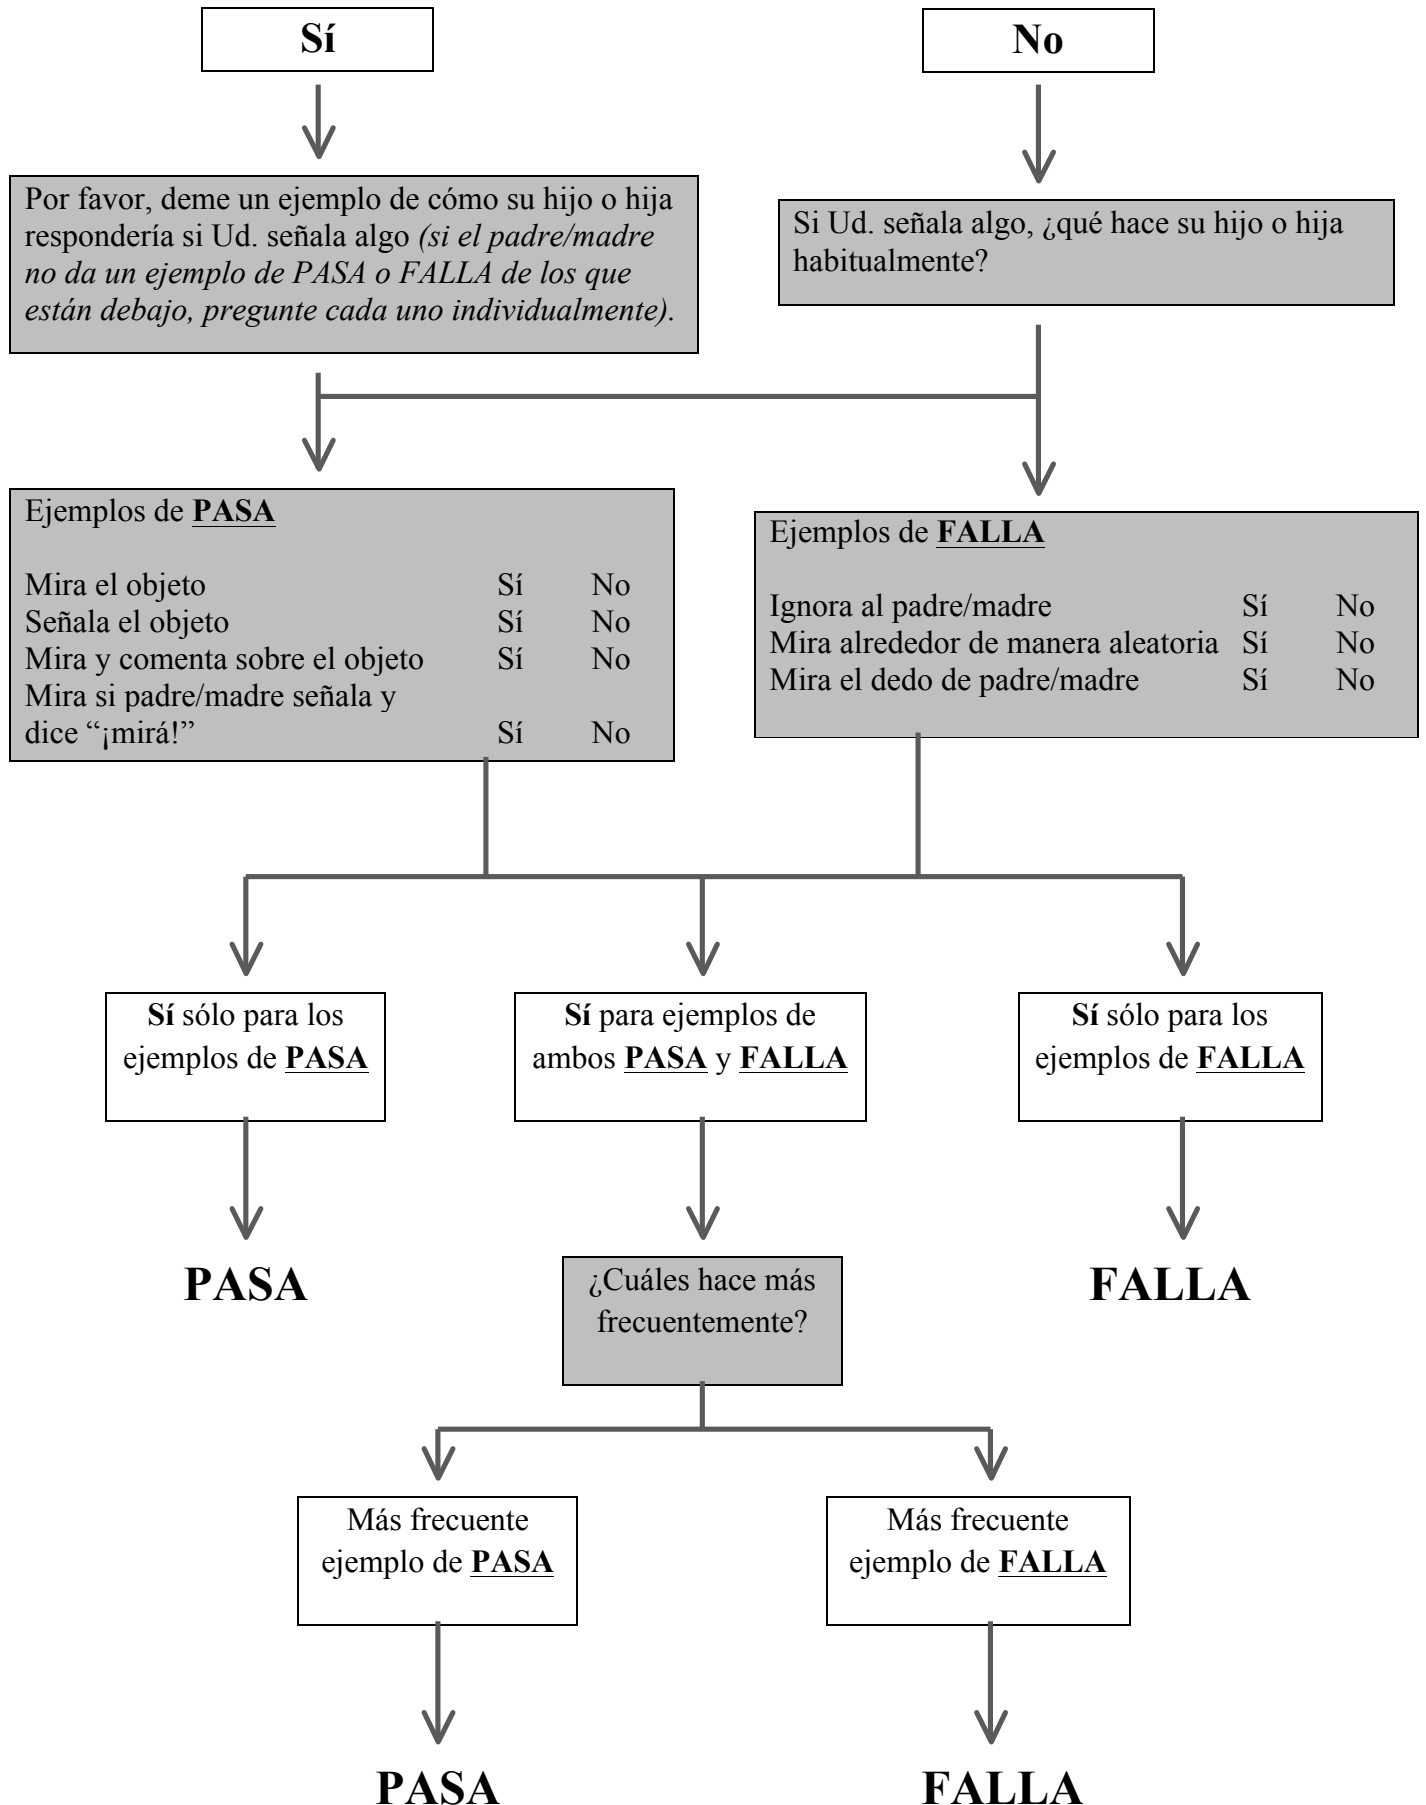 Sí
No
Por favor, deme un ejemplo de cómo su hijo o hija
respondería si Ud. señala algo (si el padre/madre
no da un ejemplo de PASA o FALLA de los que
están debajo, pregunte cada uno individualmente).
Si Ud. señala algo, ¿qué hace su hijo o hija
habitualmente?
Ejemplos de PASA
Mira el objeto Sí No
Señala el objeto Sí No
Mira y comenta sobre el objeto Sí No
Mira si padre/madre señala y
dice “¡mirá!” Sí No
Ejemplos de FALLA
Ignora al padre/madre Sí No
Mira alrededor de manera aleatoria Sí No
Mira el dedo de padre/madre Sí No
Sí sólo para los
ejemplos de PASA
Sí para ejemplos de
ambos PASA y FALLA
Sí sólo para los
ejemplos de FALLA
PASA
¿Cuáles hace más
frecuentemente?
FALLA
Más frecuente
ejemplo de PASA
Más frecuente
ejemplo de FALLA
PASA
FALLA